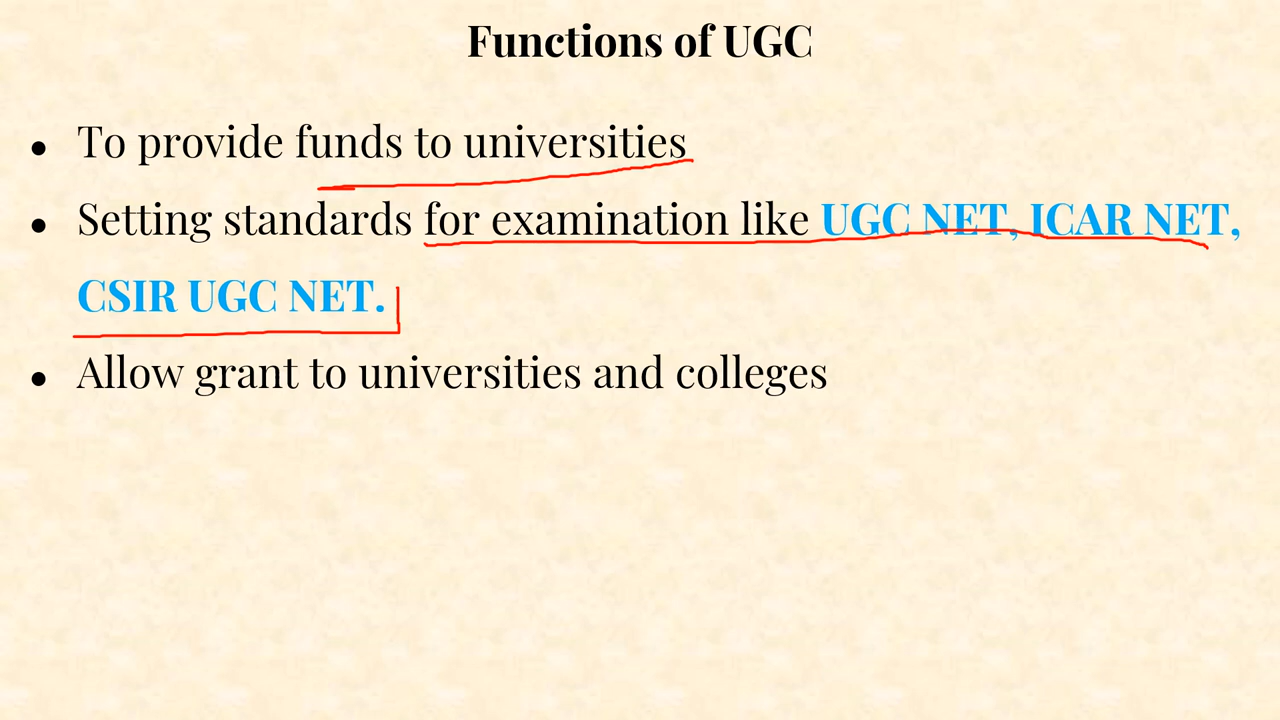 Functions of UGC
● To provide funds to universities
● Setting standards for examination like UGC NET, ICAR NET,
CSIR UGC NET.
● Allow grant to universities and colleges